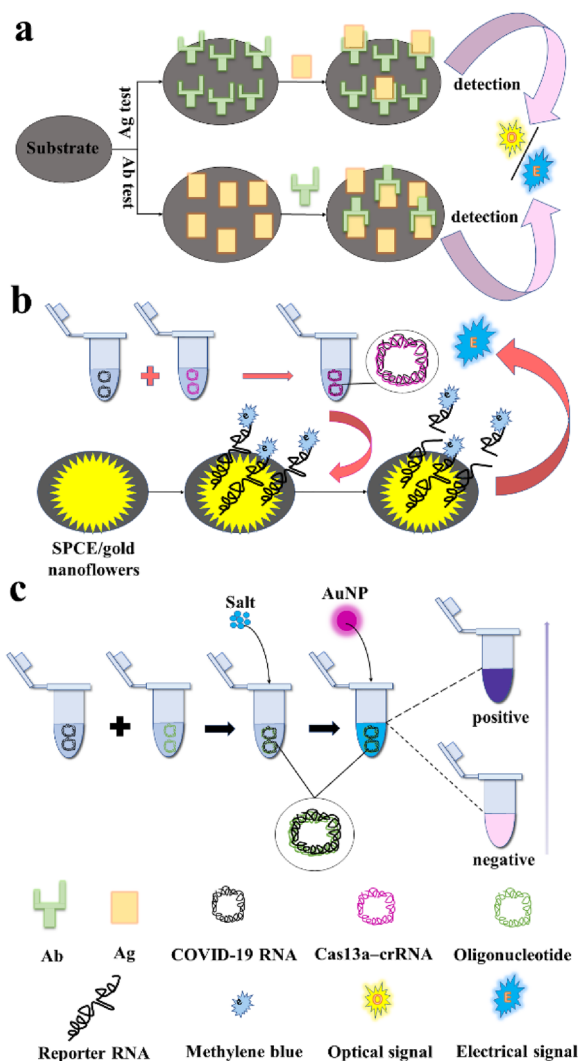 a
Substrate
Ag test
Ab test
detection
O
E
detection
b
E
e
e
e
e
e
e
SPCE/gold
nanoflowers
c
Salt
AuNP
positive
negative
Ab
Ag
COVID-19 RNA
Cas13a–crRNA
Oligonucleotide
e
O
E
Reporter RNA
Methylene blue
Optical signal
Electrical signal